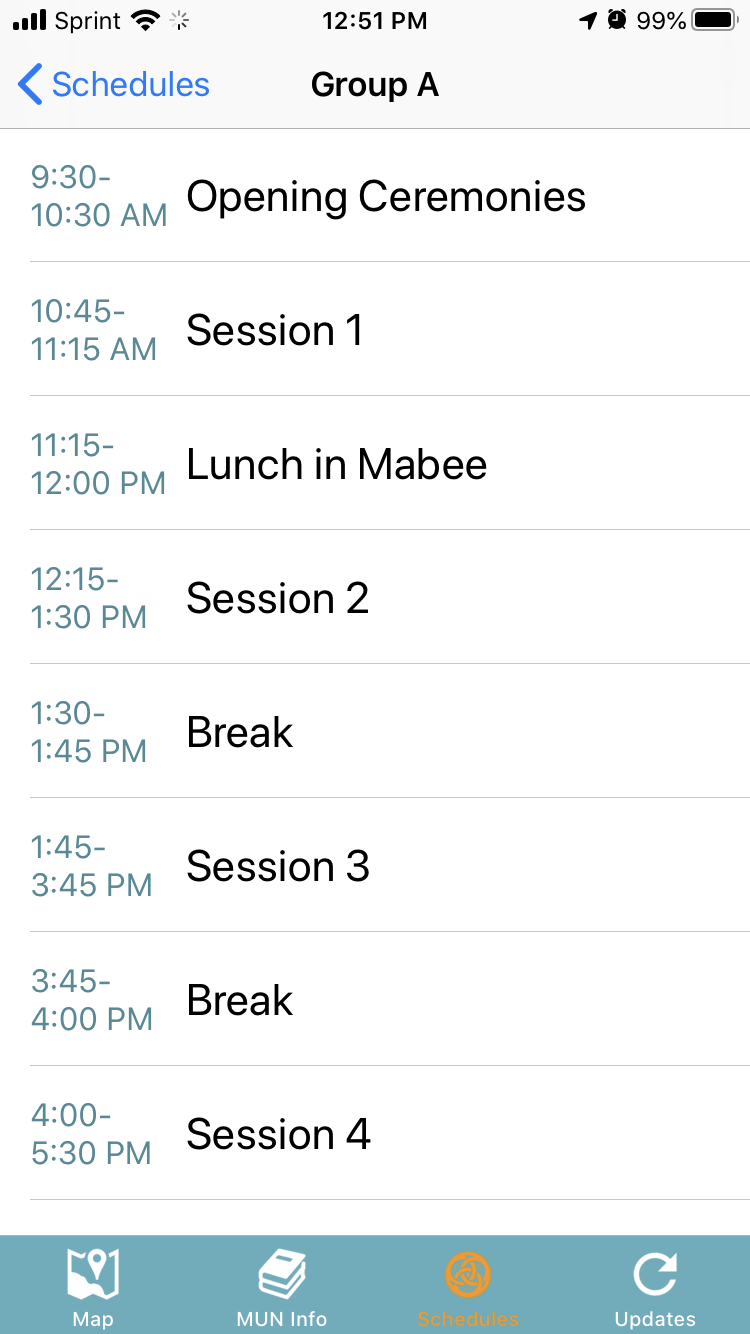 Sprint 12:51 PM 99%
Schedules Group A
9:30-
10:30 AM
Opening Ceremonies
10:45-
11:15 AM
Session 1
11:15-
12:00 PM
Lunch in Mabee
12:15-
1:30 PM
Session 2
1:30-
1:45 PM
Break
1:45-
3:45 PM
Session 3
3:45-
4:00 PM
Break
4:00-
5:30 PM
Session 4
Map MUN Info Schedules Updates